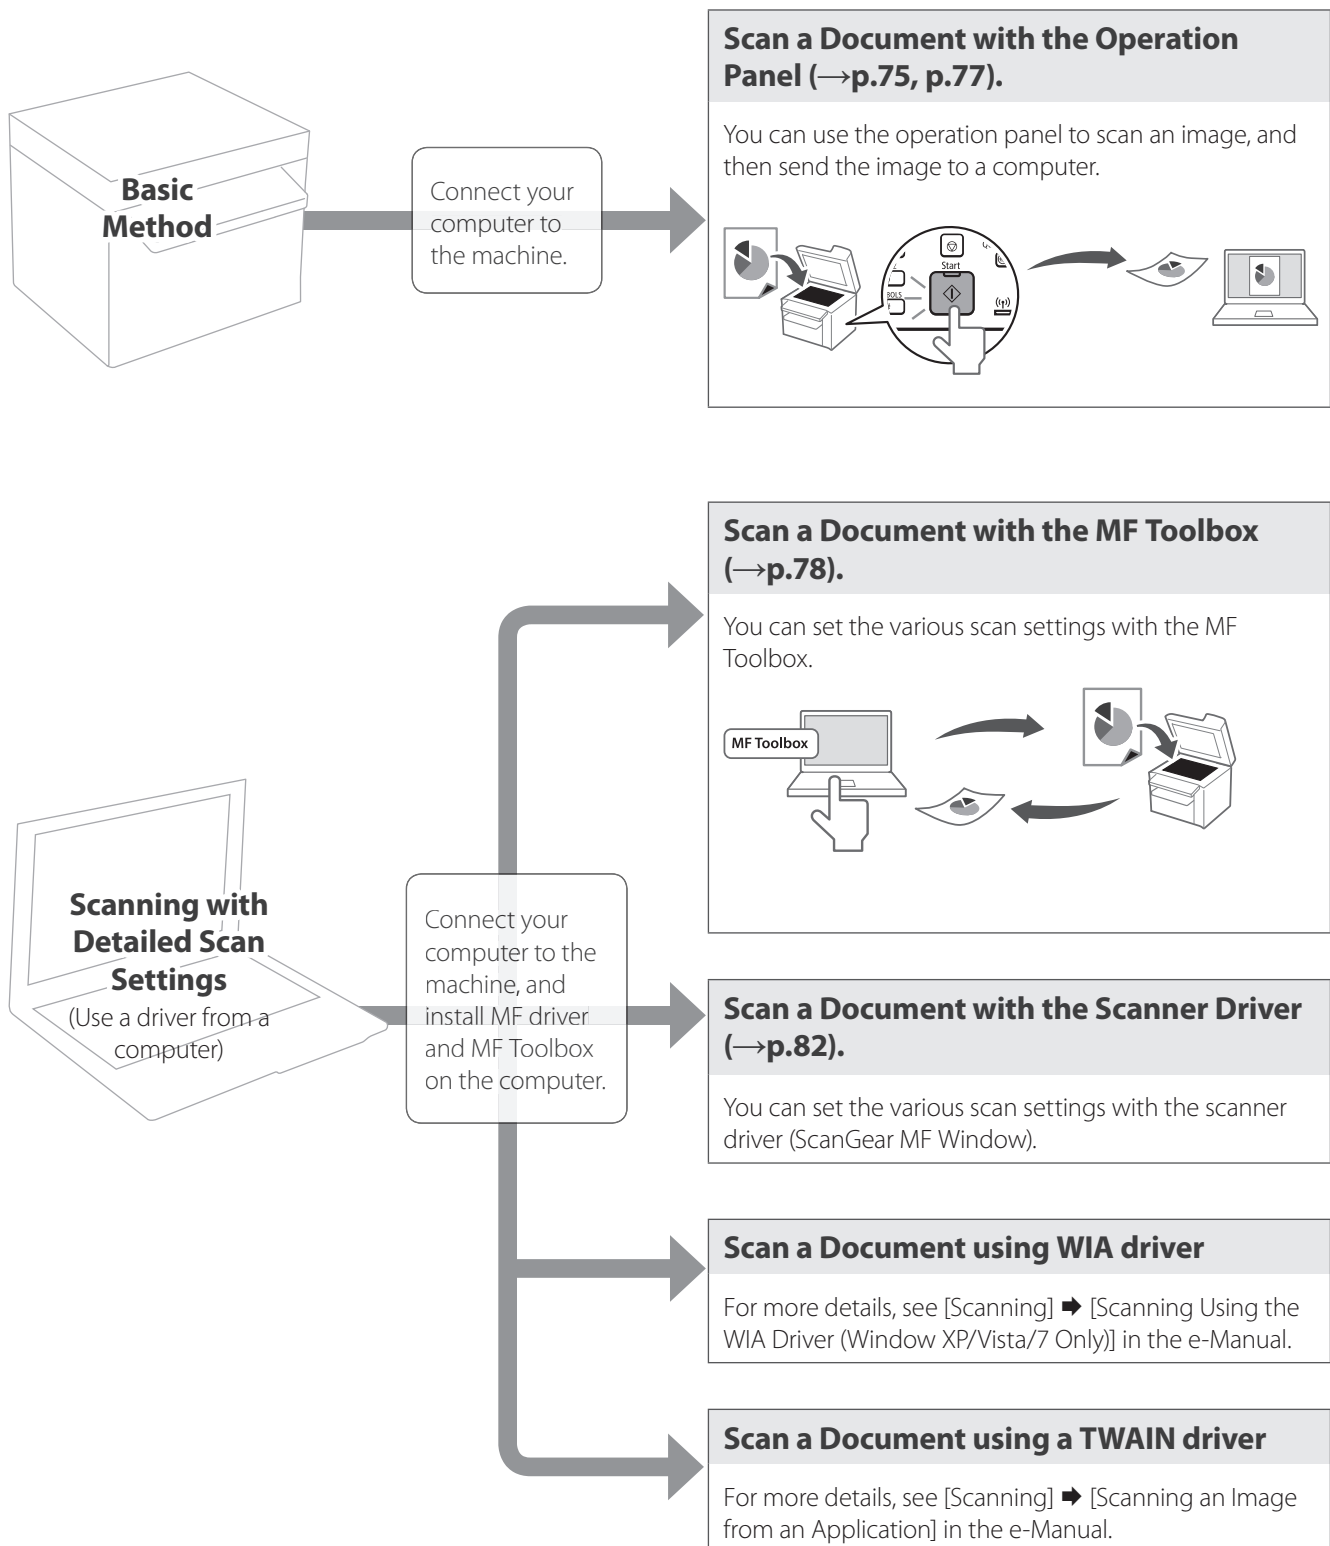 Scan a Document with the Operation
Panel (→p.75, p.77).
You can use the operation panel to scan an image, and
then send the image to a computer.
Basic
Method
Connect your
computer to
the machine.
Start
Scan a Document with the MF Toolbox
(→p.78).
You can set the various scan settings with the MF
Toolbox.
MF Toolbox
Scanning with
Detailed Scan
Settings
(Use a driver from a
computer)
Connect your
computer to the
machine, and
install MF driver
and MF Toolbox
on the computer.
Scan a Document with the Scanner Driver
(→p.82).
You can set the various scan settings with the scanner
driver (ScanGear MF Window).
Scan a Document using WIA driver
For more details, see [Scanning] ➡ [Scanning Using the
WIA Driver (Window XP/Vista/7 Only)] in the e-Manual.
Scan a Document using a TWAIN driver
For more details, see [Scanning] ➡ [Scanning an Image
from an Application] in the e-Manual.